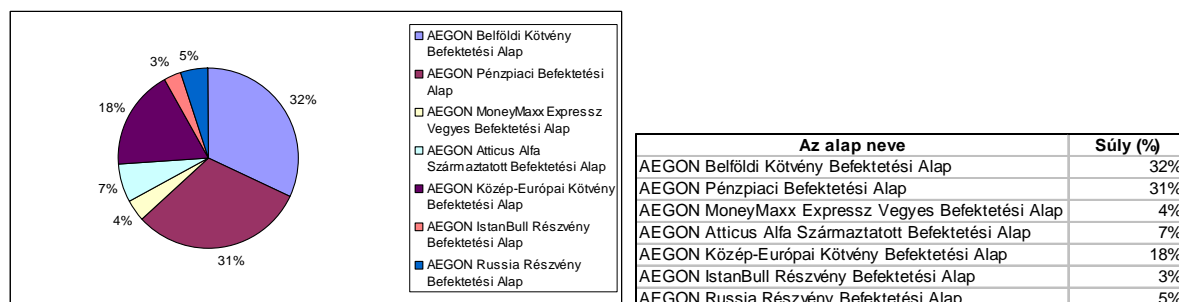 3%
5%
32%
18%
7%
4%
31%
AEGON Belföldi Kötvény
Befektetési Alap
AEGON Pénzpiaci Befektetési
Alap
AEGON MoneyMaxx Expressz
Vegyes Befektetési Alap
AEGON Atticus Alfa
Származtatott Befektetési Alap
AEGON Közép-Európai Kötvény
Befektetési Alap
AEGON IstanBull Részvény
Befektetési Alap
AEGON Russia Részvény
Befektetési Alap
Az alap neve Súly (%)
AEGON Belföldi Kötvény Befektetési Alap 32%
AEGON Pénzpiaci Befektetési Alap 31%
AEGON MoneyMaxx Expressz Vegyes Befektetési Alap 4%
AEGON Atticus Alfa Származtatott Befektetési Alap 7%
AEGON Közép-Európai Kötvény Befektetési Alap 18%
AEGON IstanBull Részvény Befektetési Alap 3%
AEGON Russia Részvény Befektetési Alap 5%